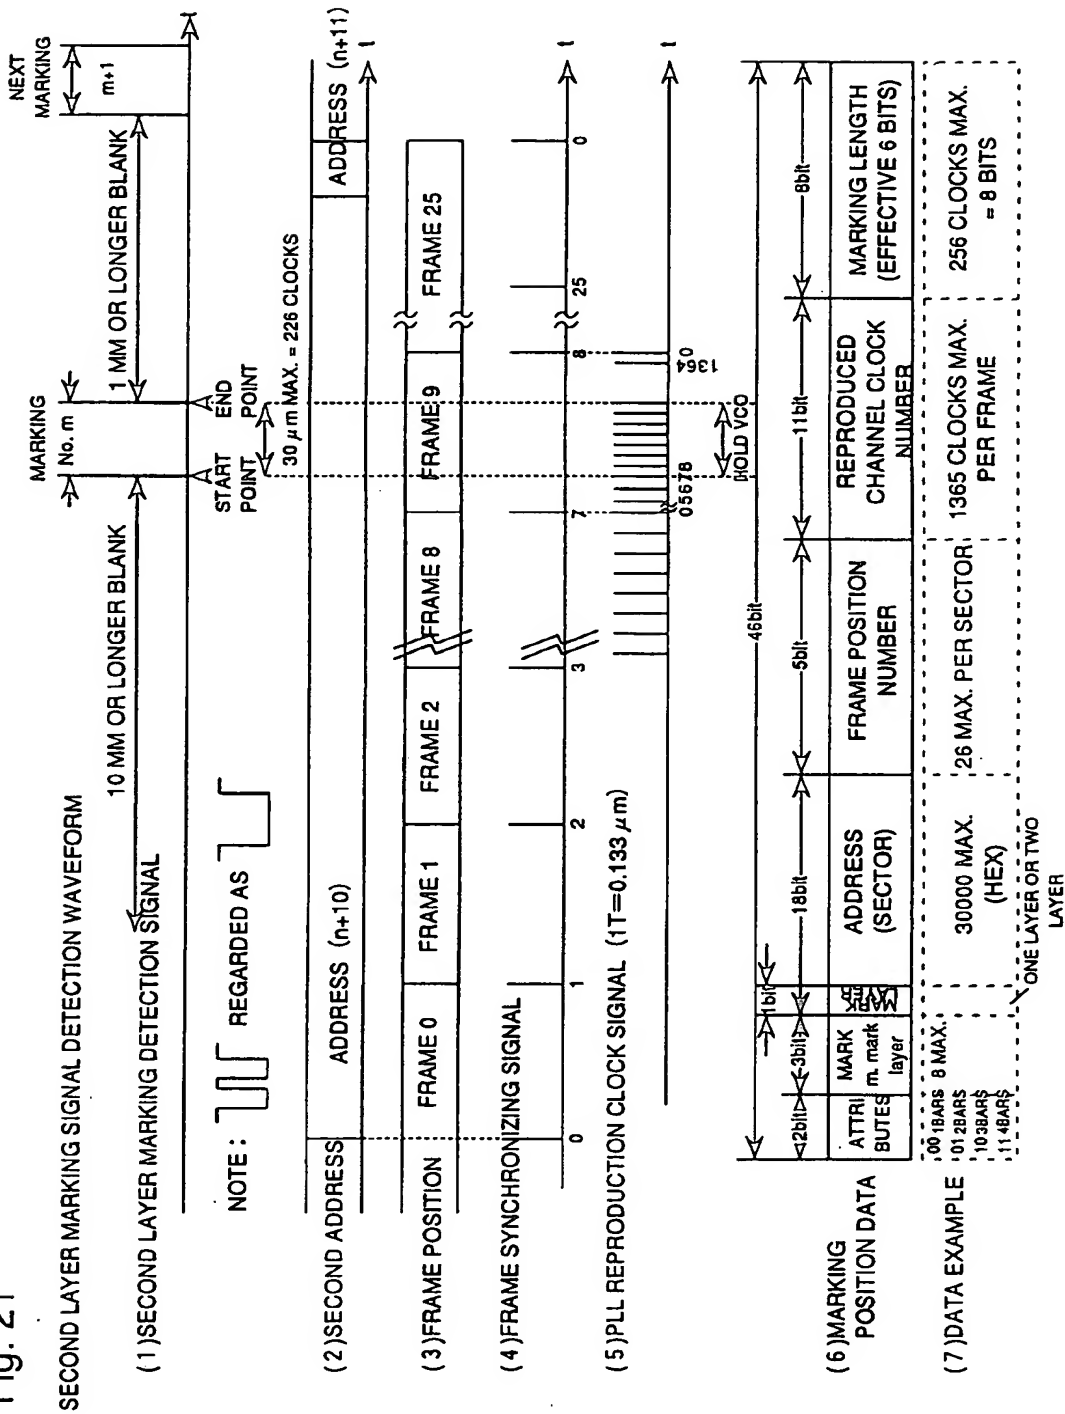 Fig. 21
SECOND LAYER MARKING SIGNAL DETECTION WAVEFORM
MARKING
No. m
NEXT
MARKING
m+1
10 MM OR LONGER BLANK
1 MM OR LONGER BLANK
(1)SECOND LAYER MARKING DETECTION SIGNAL
t
START
POINT
END
POINT
NOTE :
REGARDED AS
30 µm MAX. = 226 CLOCKS
(2)SECOND ADDRESS
ADDRESS (n+10)
ADDRESS (n+11)
t
(3)FRAME POSITION
FRAME 0
FRAME 1
FRAME 2
FRAME 8
FRAME 9
FRAME 25
(4)FRAME SYNCHRONIZING SIGNAL
0
1
2
3
7
8
25
0
t
(5)PLL REPRODUCTION CLOCK SIGNAL (1T=0.133 µm)
05678
1364
0
t
HOLD VCO
46bit
2bit
3bit
1bit
18bit
5bit
11bit
8bit
(6)MARKING
POSITION DATA
ATTRI
BUTES
MARK
m. mark
layer
MARK
LAYER
ADDRESS
(SECTOR)
FRAME POSITION
NUMBER
REPRODUCED
CHANNEL CLOCK
NUMBER
MARKING LENGTH
(EFFECTIVE 6 BITS)
(7)DATA EXAMPLE
00 1BARS
01 2BARS
10 3BARS
11 4BARS
8 MAX.
30000 MAX.
(HEX)
26 MAX. PER SECTOR
1365 CLOCKS MAX.
PER FRAME
256 CLOCKS MAX.
= 8 BITS
ONE LAYER OR TWO
LAYER